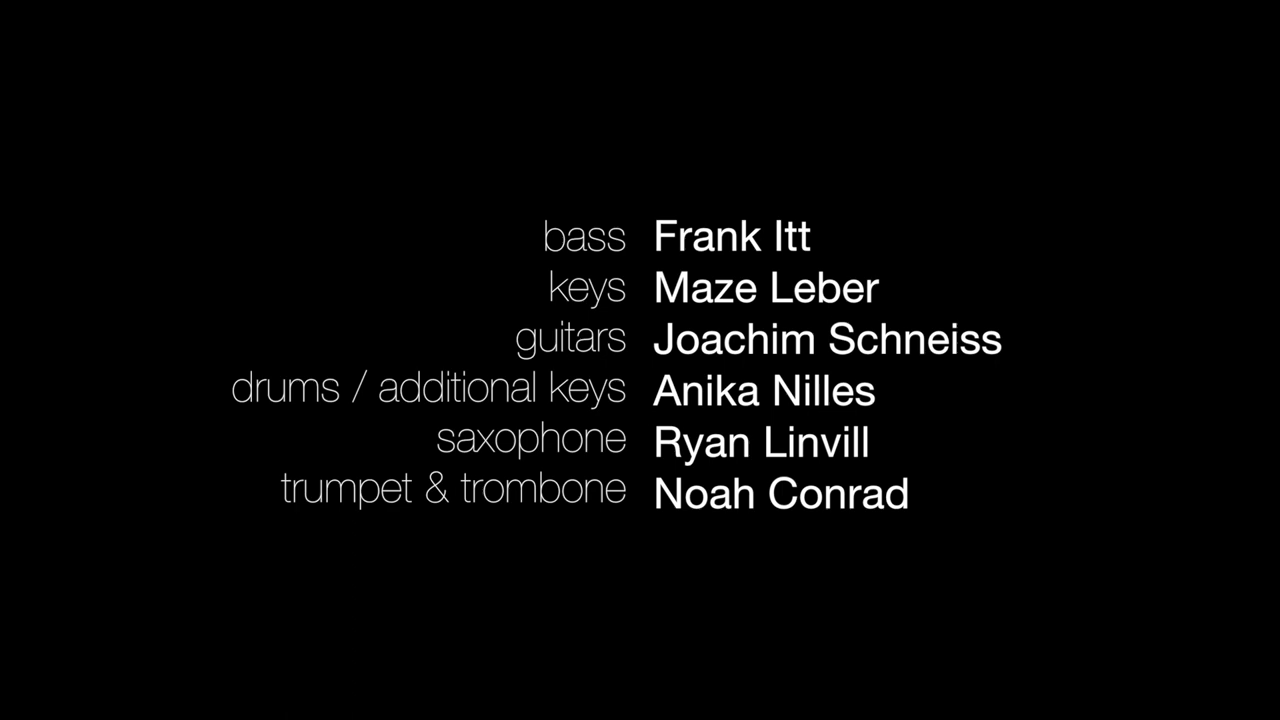 bass Frank Itt
keys Maze Leber
guitars Joachim Schneiss
drums / additional keys Anika Nilles
saxophone Ryan Linvill
trumpet & trombone Noah Conrad